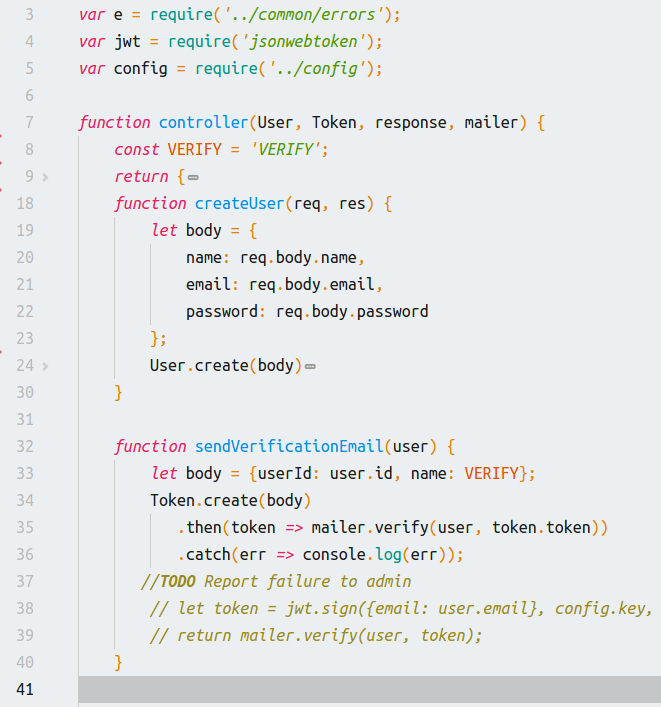 3 var e = require('../common/errors');
4 var jwt = require('jsonwebtoken');
5 var config = require('../config');
6
7 function controller(User, Token, response, mailer) {
8 const VERIFY = 'VERIFY';
9 return {
18 function createUser(req, res) {
19 let body = {
20 name: req.body.name,
21 email: req.body.email,
22 password: req.body.password
23 };
24 User.create(body)
30 }
31
32 function sendVerificationEmail(user) {
33 let body = {userId: user.id, name: VERIFY};
34 Token.create(body)
35 .then(token => mailer.verify(user, token.token))
36 .catch(err => console.log(err));
37 //TODO Report failure to admin
38 // let token = jwt.sign({email: user.email}, config.key,
39 // return mailer.verify(user, token);
40 }
41